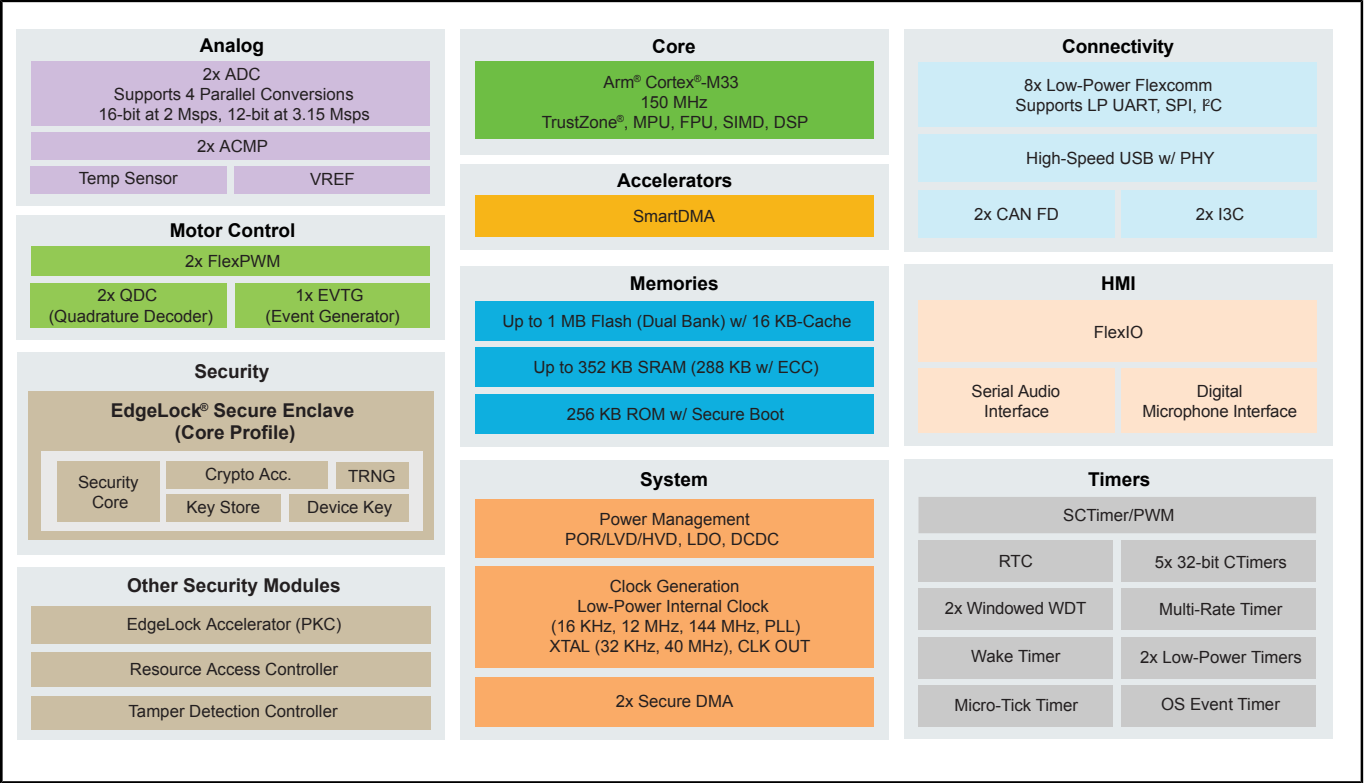 Analog
2x ADC
Supports 4 Parallel Conversions
16-bit at 2 Msps, 12-bit at 3.15 Msps
2x ACMP
Temp Sensor
VREF
Motor Control
2x FlexPWM
2x QDC
(Quadrature Decoder)
1x EVTG
(Event Generator)
Security
EdgeLock® Secure Enclave
(Core Profile)
Security
Core
Crypto Acc.
TRNG
Key Store
Device Key
Other Security Modules
EdgeLock Accelerator (PKC)
Resource Access Controller
Tamper Detection Controller
Core
Arm® Cortex®-M33
150 MHz
TrustZone®, MPU, FPU, SIMD, DSP
Accelerators
SmartDMA
Memories
Up to 1 MB Flash (Dual Bank) w/ 16 KB-Cache
Up to 352 KB SRAM (288 KB w/ ECC)
256 KB ROM w/ Secure Boot
System
Power Management
POR/LVD/HVD, LDO, DCDC
Clock Generation
Low-Power Internal Clock
(16 KHz, 12 MHz, 144 MHz, PLL)
XTAL (32 KHz, 40 MHz), CLK OUT
2x Secure DMA
Connectivity
8x Low-Power Flexcomm
Supports LP UART, SPI, I²C
High-Speed USB w/ PHY
2x CAN FD
2x I3C
HMI
FlexIO
Serial Audio
Interface
Digital
Microphone Interface
Timers
SCTimer/PWM
RTC
5x 32-bit CTimers
2x Windowed WDT
Multi-Rate Timer
Wake Timer
2x Low-Power Timers
Micro-Tick Timer
OS Event Timer